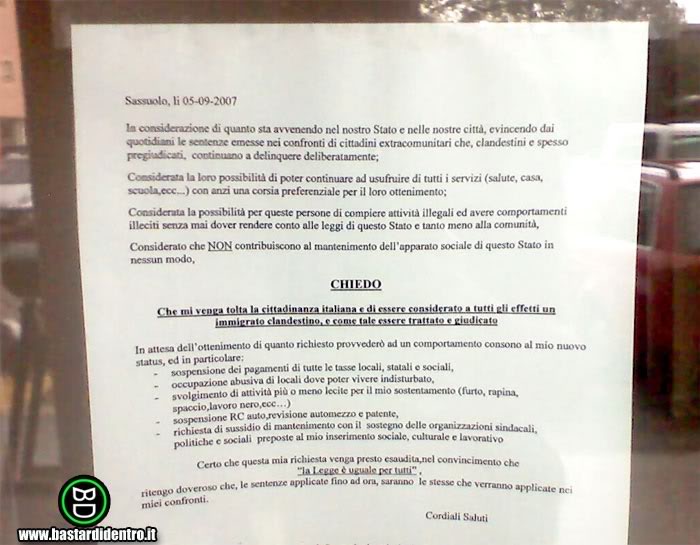 Sassuolo, li 05-09-2007
In considerazione di quanto sta avvenendo nel nostro Stato e nelle nostre città, evincendo dai
quotidiani le sentenze emesse nei confronti di cittadini extracomunitari che, clandestini e spesso
pregiudicati, continuano a delinquere deliberatamente;
Considerata la loro possibilità di poter continuare ad usufruire di tutti i servizi (salute, casa,
scuola,ecc...) con anzi una corsia preferenziale per il loro ottenimento;
Considerata la possibilità per queste persone di compiere attività illegali ed avere comportamenti
illeciti senza mai dover rendere conto alle leggi di questo Stato e tanto meno alla comunità,
Considerato che NON contribuiscono al mantenimento dell'apparato sociale di questo Stato in
nessun modo,
CHIEDO
Che mi venga tolta la cittadinanza italiana e di essere considerato a tutti gli effetti un
immigrato clandestino, e come tale essere trattato e giudicato
In attesa dell'ottenimento di quanto richiesto provvederò ad un comportamento consono al mio nuovo
status, ed in particolare:
- sospensione dei pagamenti di tutte le tasse locali, statali e sociali,
- occupazione abusiva di locali dove poter vivere indisturbato,
- svolgimento di attività più o meno lecite per il mio sostentamento (furto, rapina,
spaccio,lavoro nero,ecc...)
- sospensione RC auto,revisione automezzo e patente,
- richiesta di sussidio di mantenimento con il sostegno delle organizzazioni sindacali,
politiche e sociali preposte al mio inserimento sociale, culturale e lavorativo
Certo che questa mia richiesta venga presto esaudita,nel convincimento che
"la Legge è uguale per tutti" ,
ritengo doveroso che, le sentenze applicate fino ad ora, saranno le stesse che verranno applicate nei
miei confronti.
Cordiali Saluti
www.bastardidentro.it